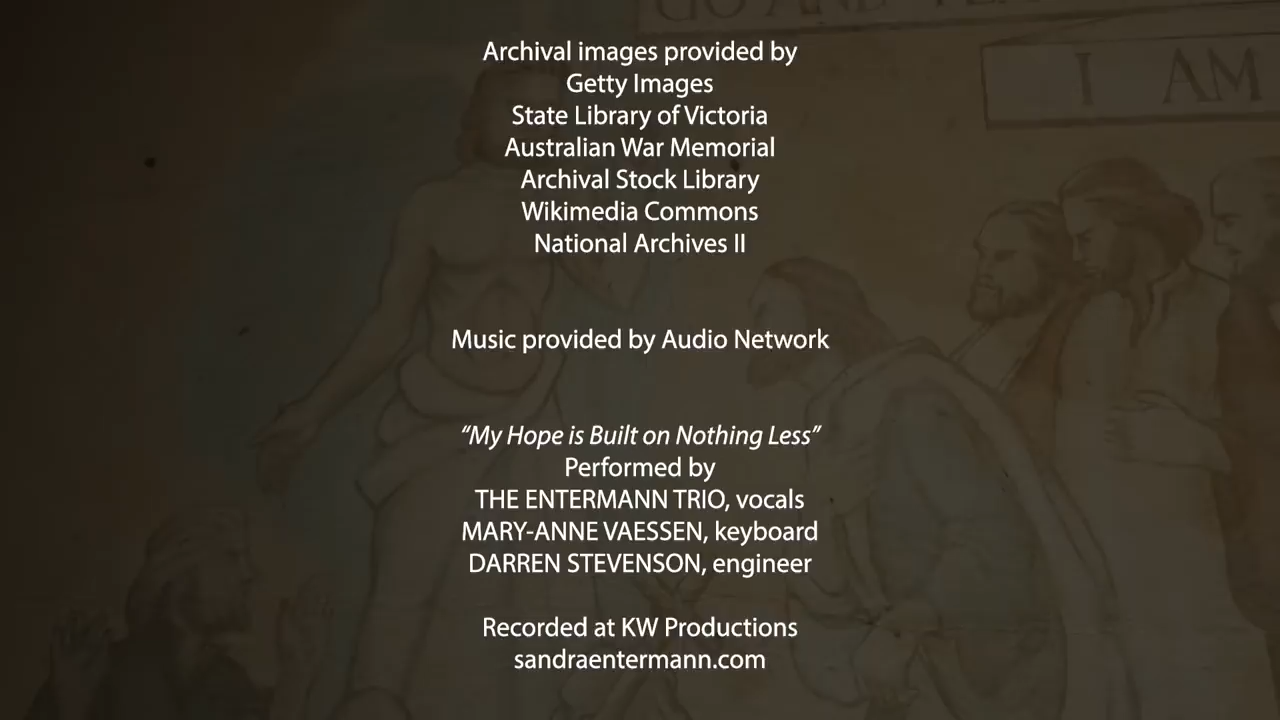 GO AND
I AM
Archival images provided by
Getty Images
State Library of Victoria
Australian War Memorial
Archival Stock Library
Wikimedia Commons
National Archives II
Music provided by Audio Network
“My Hope is Built on Nothing Less”
Performed by
THE ENTERMANN TRIO, vocals
MARY-ANNE VAESSEN, keyboard
DARREN STEVENSON, engineer
Recorded at KW Productions
sandraentermann.com